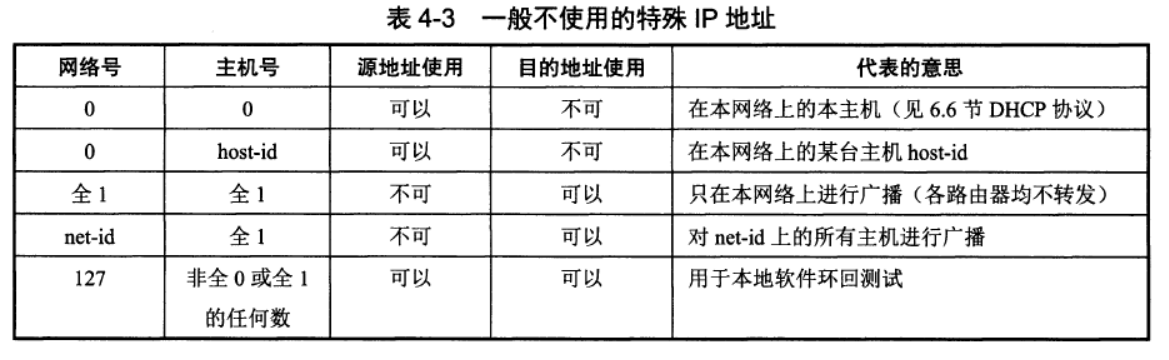 表 4-3 一般不使用的特殊 IP 地址
网络号 主机号 源地址使用 目的地址使用 代表的意思
0 0 可以 不可 在本网络上的本主机（见 6.6 节 DHCP 协议）
0 host-id 可以 不可 在本网络上的某台主机 host-id
全 1 全 1 不可 可以 只在本网络上进行广播（各路由器均不转发）
net-id 全 1 不可 可以 对 net-id 上的所有主机进行广播
127 非全 0 或全 1 可以 可以 用于本地软件环回测试
的任何数